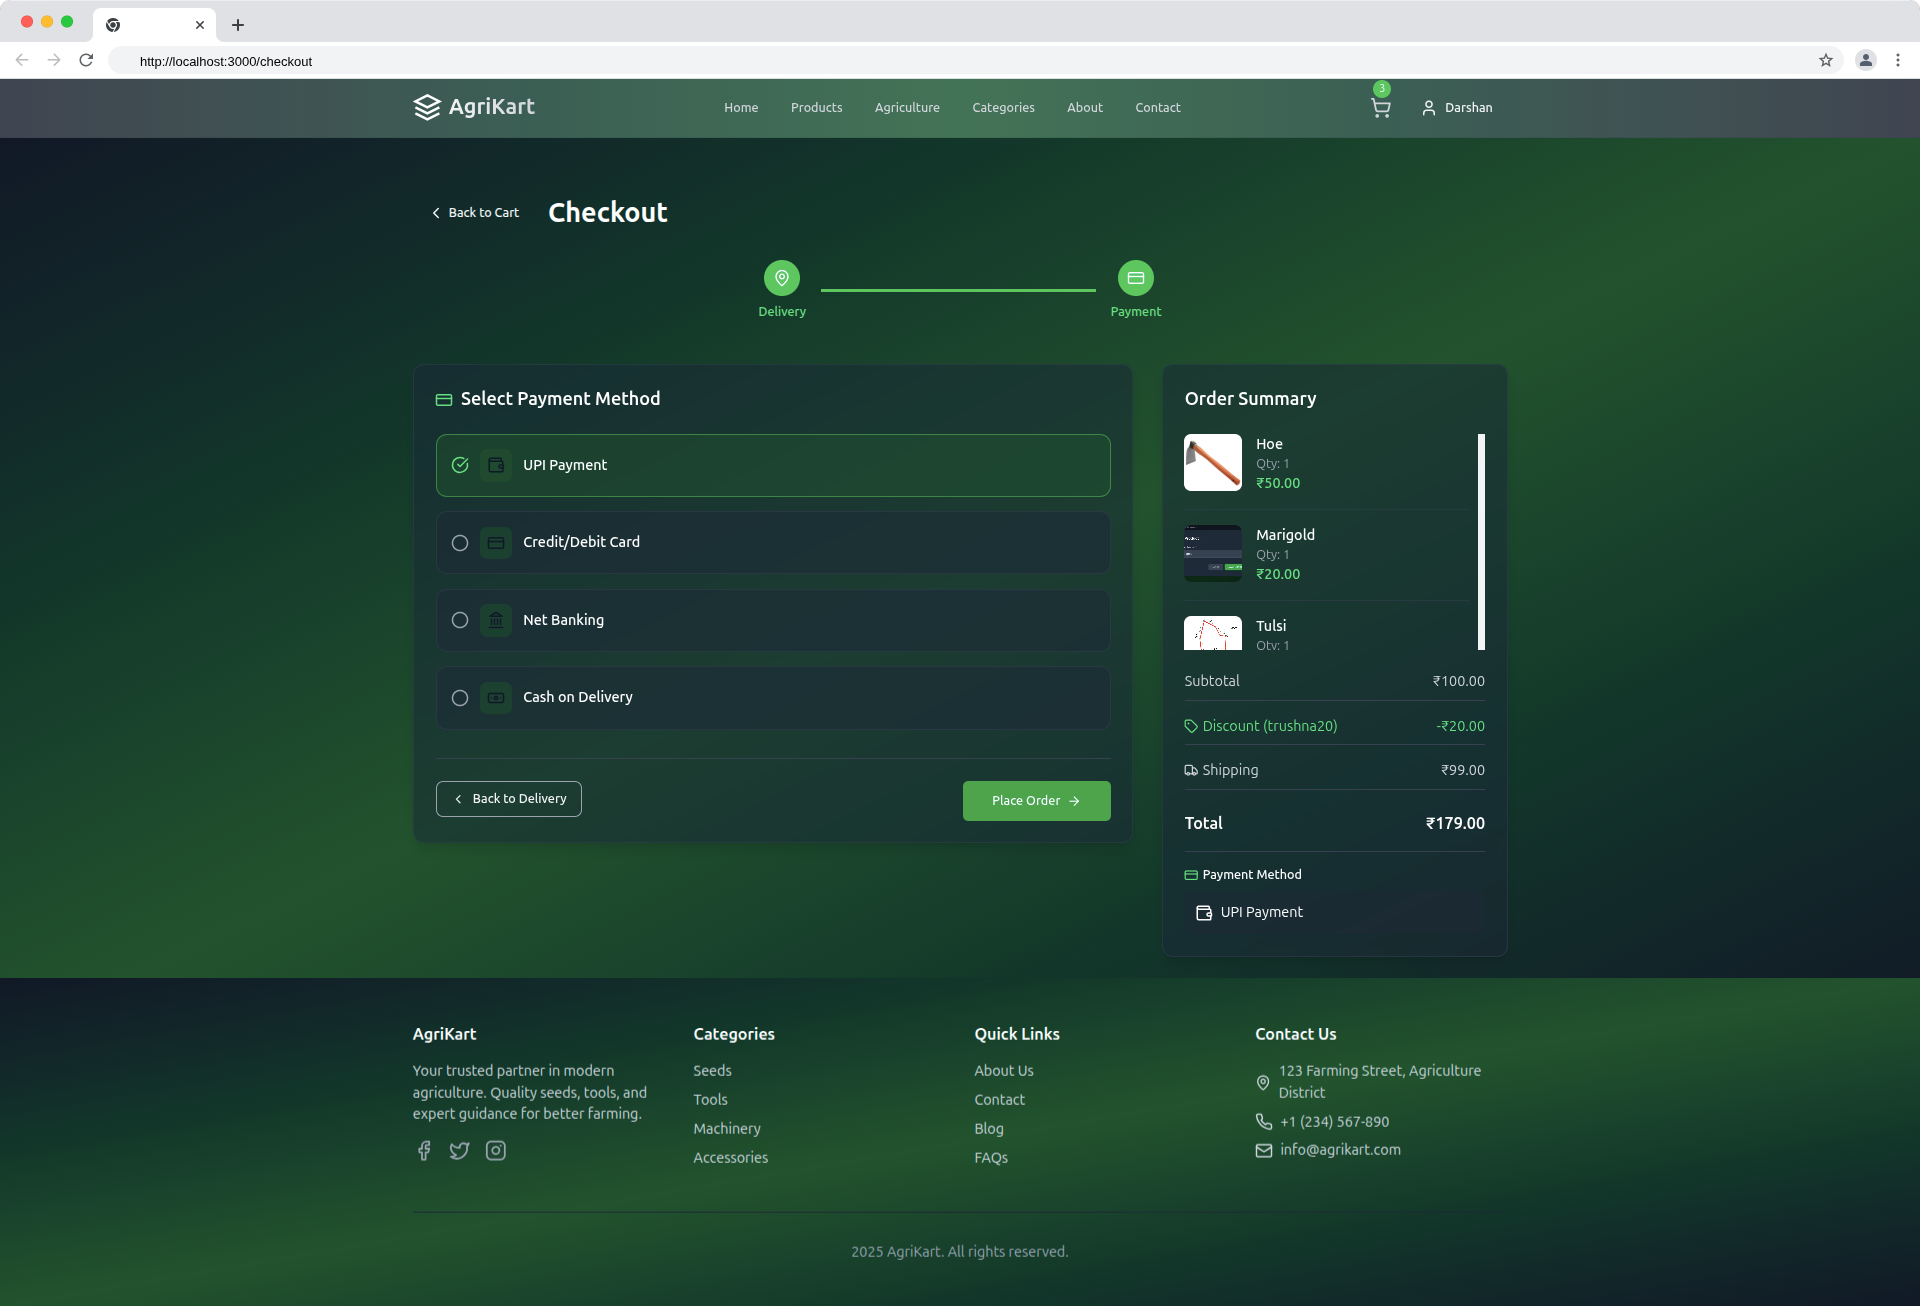 http://localhost:3000/checkout
AgriKart
Home
Products
Agriculture
Categories
About
Contact
3
Darshan
Back to Cart
Checkout
Delivery
Payment
Select Payment Method
UPI Payment
Credit/Debit Card
Net Banking
Cash on Delivery
Back to Delivery
Place Order
Order Summary
Hoe
Qty: 1
₹50.00
Marigold
Qty: 1
₹20.00
Tulsi
Qty: 1
Subtotal ₹100.00
Discount (trushna20) -₹20.00
Shipping ₹99.00
Total ₹179.00
Payment Method
UPI Payment
AgriKart
Your trusted partner in modern
agriculture. Quality seeds, tools, and
expert guidance for better farming.
Categories
Seeds
Tools
Machinery
Accessories
Quick Links
About Us
Contact
Blog
FAQs
Contact Us
123 Farming Street, Agriculture
District
+1 (234) 567-890
info@agrikart.com
2025 AgriKart. All rights reserved.